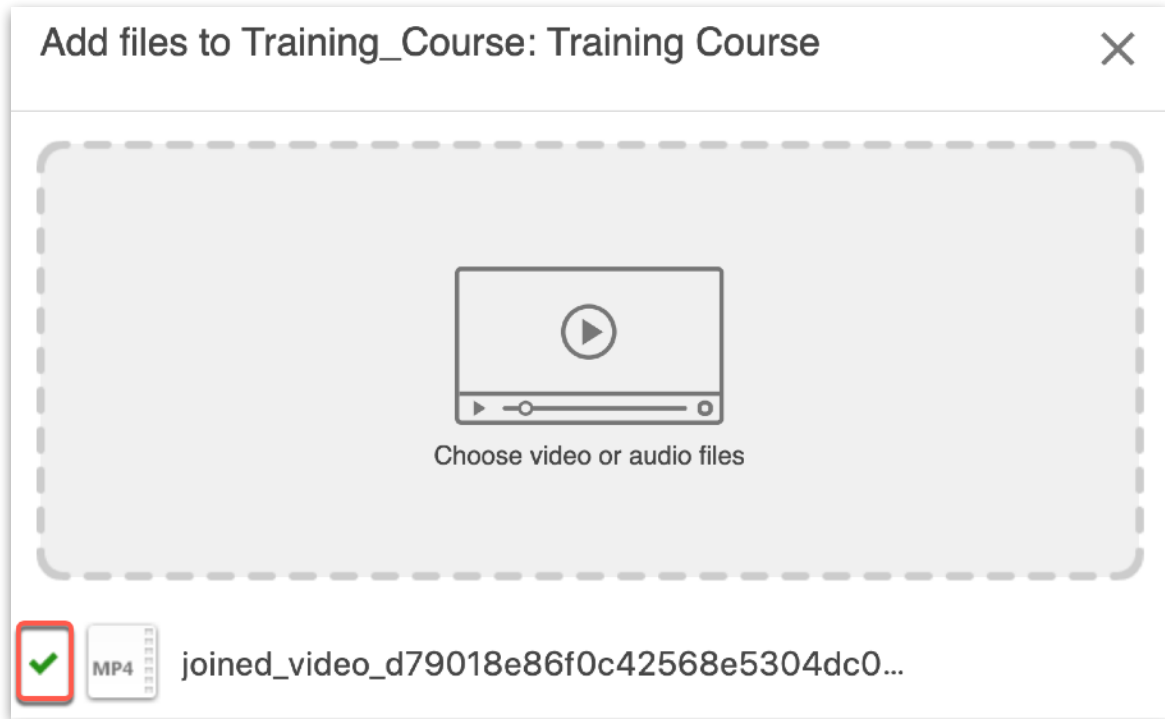 Add files to Training_Course: Training Course
Choose video or audio files
MP4
joined_video_d79018e86f0c42568e5304dc0...